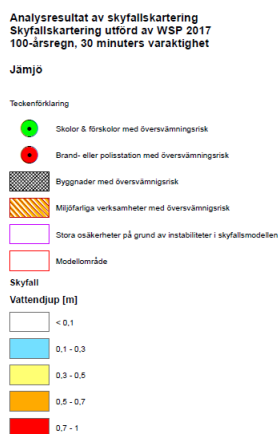 Analysresultat av skyfallskartering
Skyfallskartering utförd av WSP 2017
100-årsregn, 30 minuters varaktighet
Jämjö
Teckenförklaring
Skolor & förskolor med översvämningsrisk
Brand- eller polisstation med översvämningsrisk
Byggnader med översvämnigsrisk
Miljöfarliga verksamheter med översvämnigsrisk
Stora osäkerheter på grund av instabiliteter i skyfallsmodellen
Modellområde
Skyfall
Vattendjup [m]
< 0,1
0,1 - 0,3
0,3 - 0,5
0,5 - 0,7
0,7 - 1